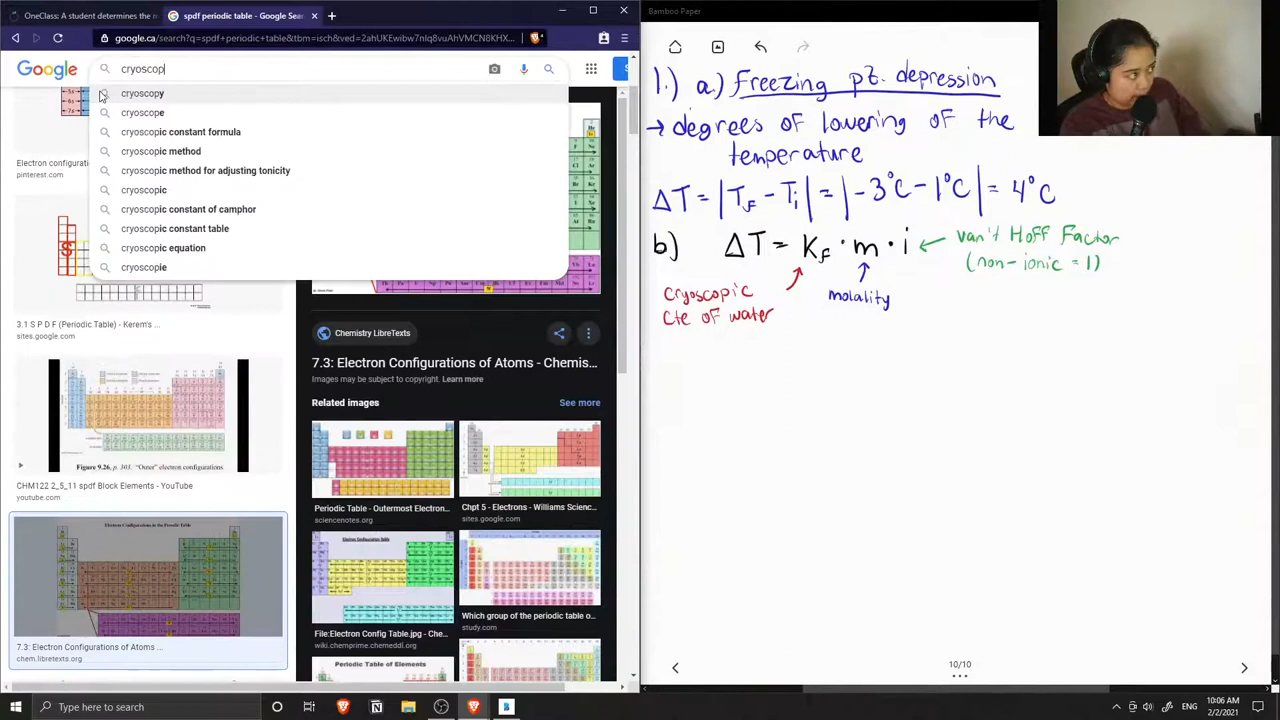 OneClass: A student determines the m
spdf periodic table - Google Sear
Bamboo Paper
google.ca/search?q=spdf+periodic+table&tbm=isch&ved=2ahUKEwibw7nIq8vuAhVMCN8KHX...
Google
cryoscop
cryoscopy
cryoscope
cryoscopic constant formula
cryoscopic method
cryoscopic method for adjusting tonicity
cryoscopic
cryoscopic constant of camphor
cryoscopic constant table
cryoscopic equation
cryoscopie
Electron configurati
pinterest.com
3.1 S P D F (Periodic Table) - Kerem's ...
sites.google.com
Figure 9.26, p. 303. "Outer" electron configurations
CHM122 2_5_11 spdf Block Elements - YouTube
youtube.com
Electron Configurations in the Periodic Table
7.3: Electron Configurations of Atoms ...
chem.libretexts.org
Chemistry LibreTexts
7.3: Electron Configurations of Atoms - Chemis...
Images may be subject to copyright. Learn more
Related images
See more
Periodic Table - Outermost Electron...
sciencenotes.org
Chpt 5 - Electrons - Williams Scienc...
sites.google.com
File:Electron Config Table.jpg - Che...
wiki.chemprime.chemeddl.org
Which group of the periodic table o...
study.com
Periodic Table of Elements
1.) a.) Freezing pt. depression
→ degrees of lowering of the
temperature
ΔT = |Tf - Ti| = |-3°C - 1°C| = 4°C
b) ΔT = Kf · m · i ← van't Hoff Factor
(non-ionic = 1)
Cryoscopic
Cte of water
molality
10/10
Type here to search
ENG
10:06 AM
2/2/2021